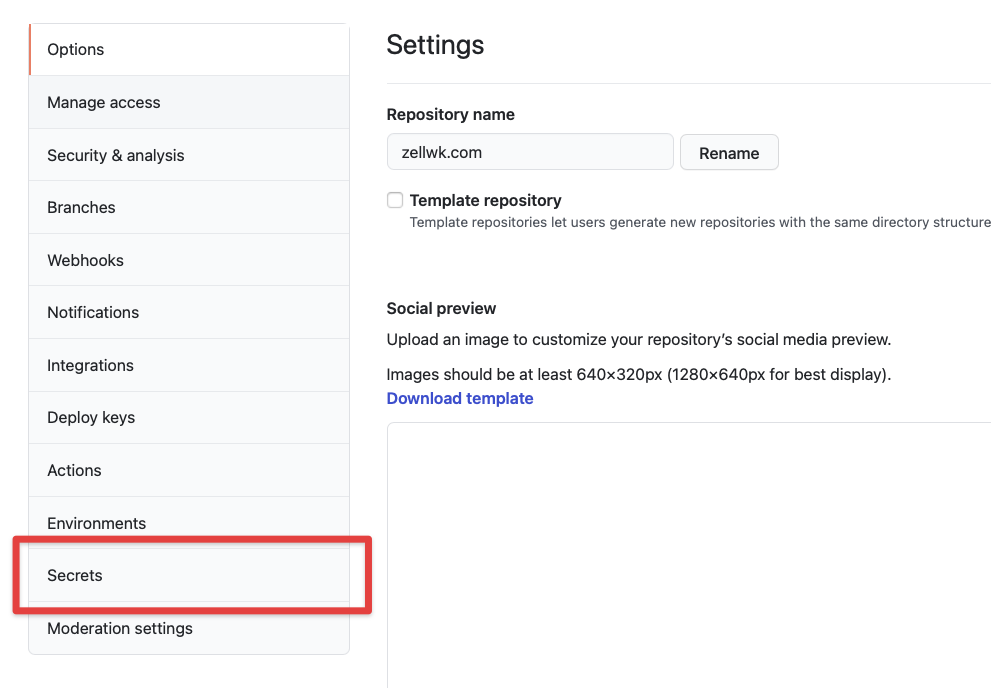 Options
Manage access
Security & analysis
Branches
Webhooks
Notifications
Integrations
Deploy keys
Actions
Environments
Secrets
Moderation settings
Settings
Repository name
zellwk.com
Rename
Template repository
Template repositories let users generate new repositories with the same directory structure
Social preview
Upload an image to customize your repository’s social media preview.
Images should be at least 640×320px (1280×640px for best display).
Download template